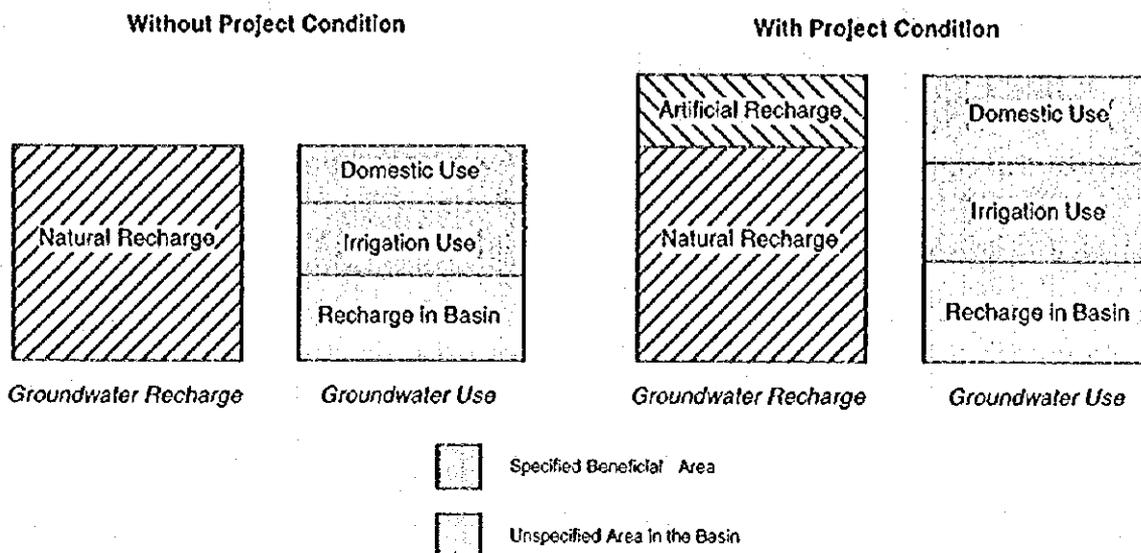 Without Project Condition
With Project Condition
Natural Recharge
Domestic Use
Irrigation Use
Recharge in Basin
Groundwater Recharge
Groundwater Use
Artificial Recharge
Natural Recharge
Domestic Use
Irrigation Use
Recharge in Basin
Groundwater Recharge
Groundwater Use
Specified Beneficial Area
Unspecified Area in the Basin